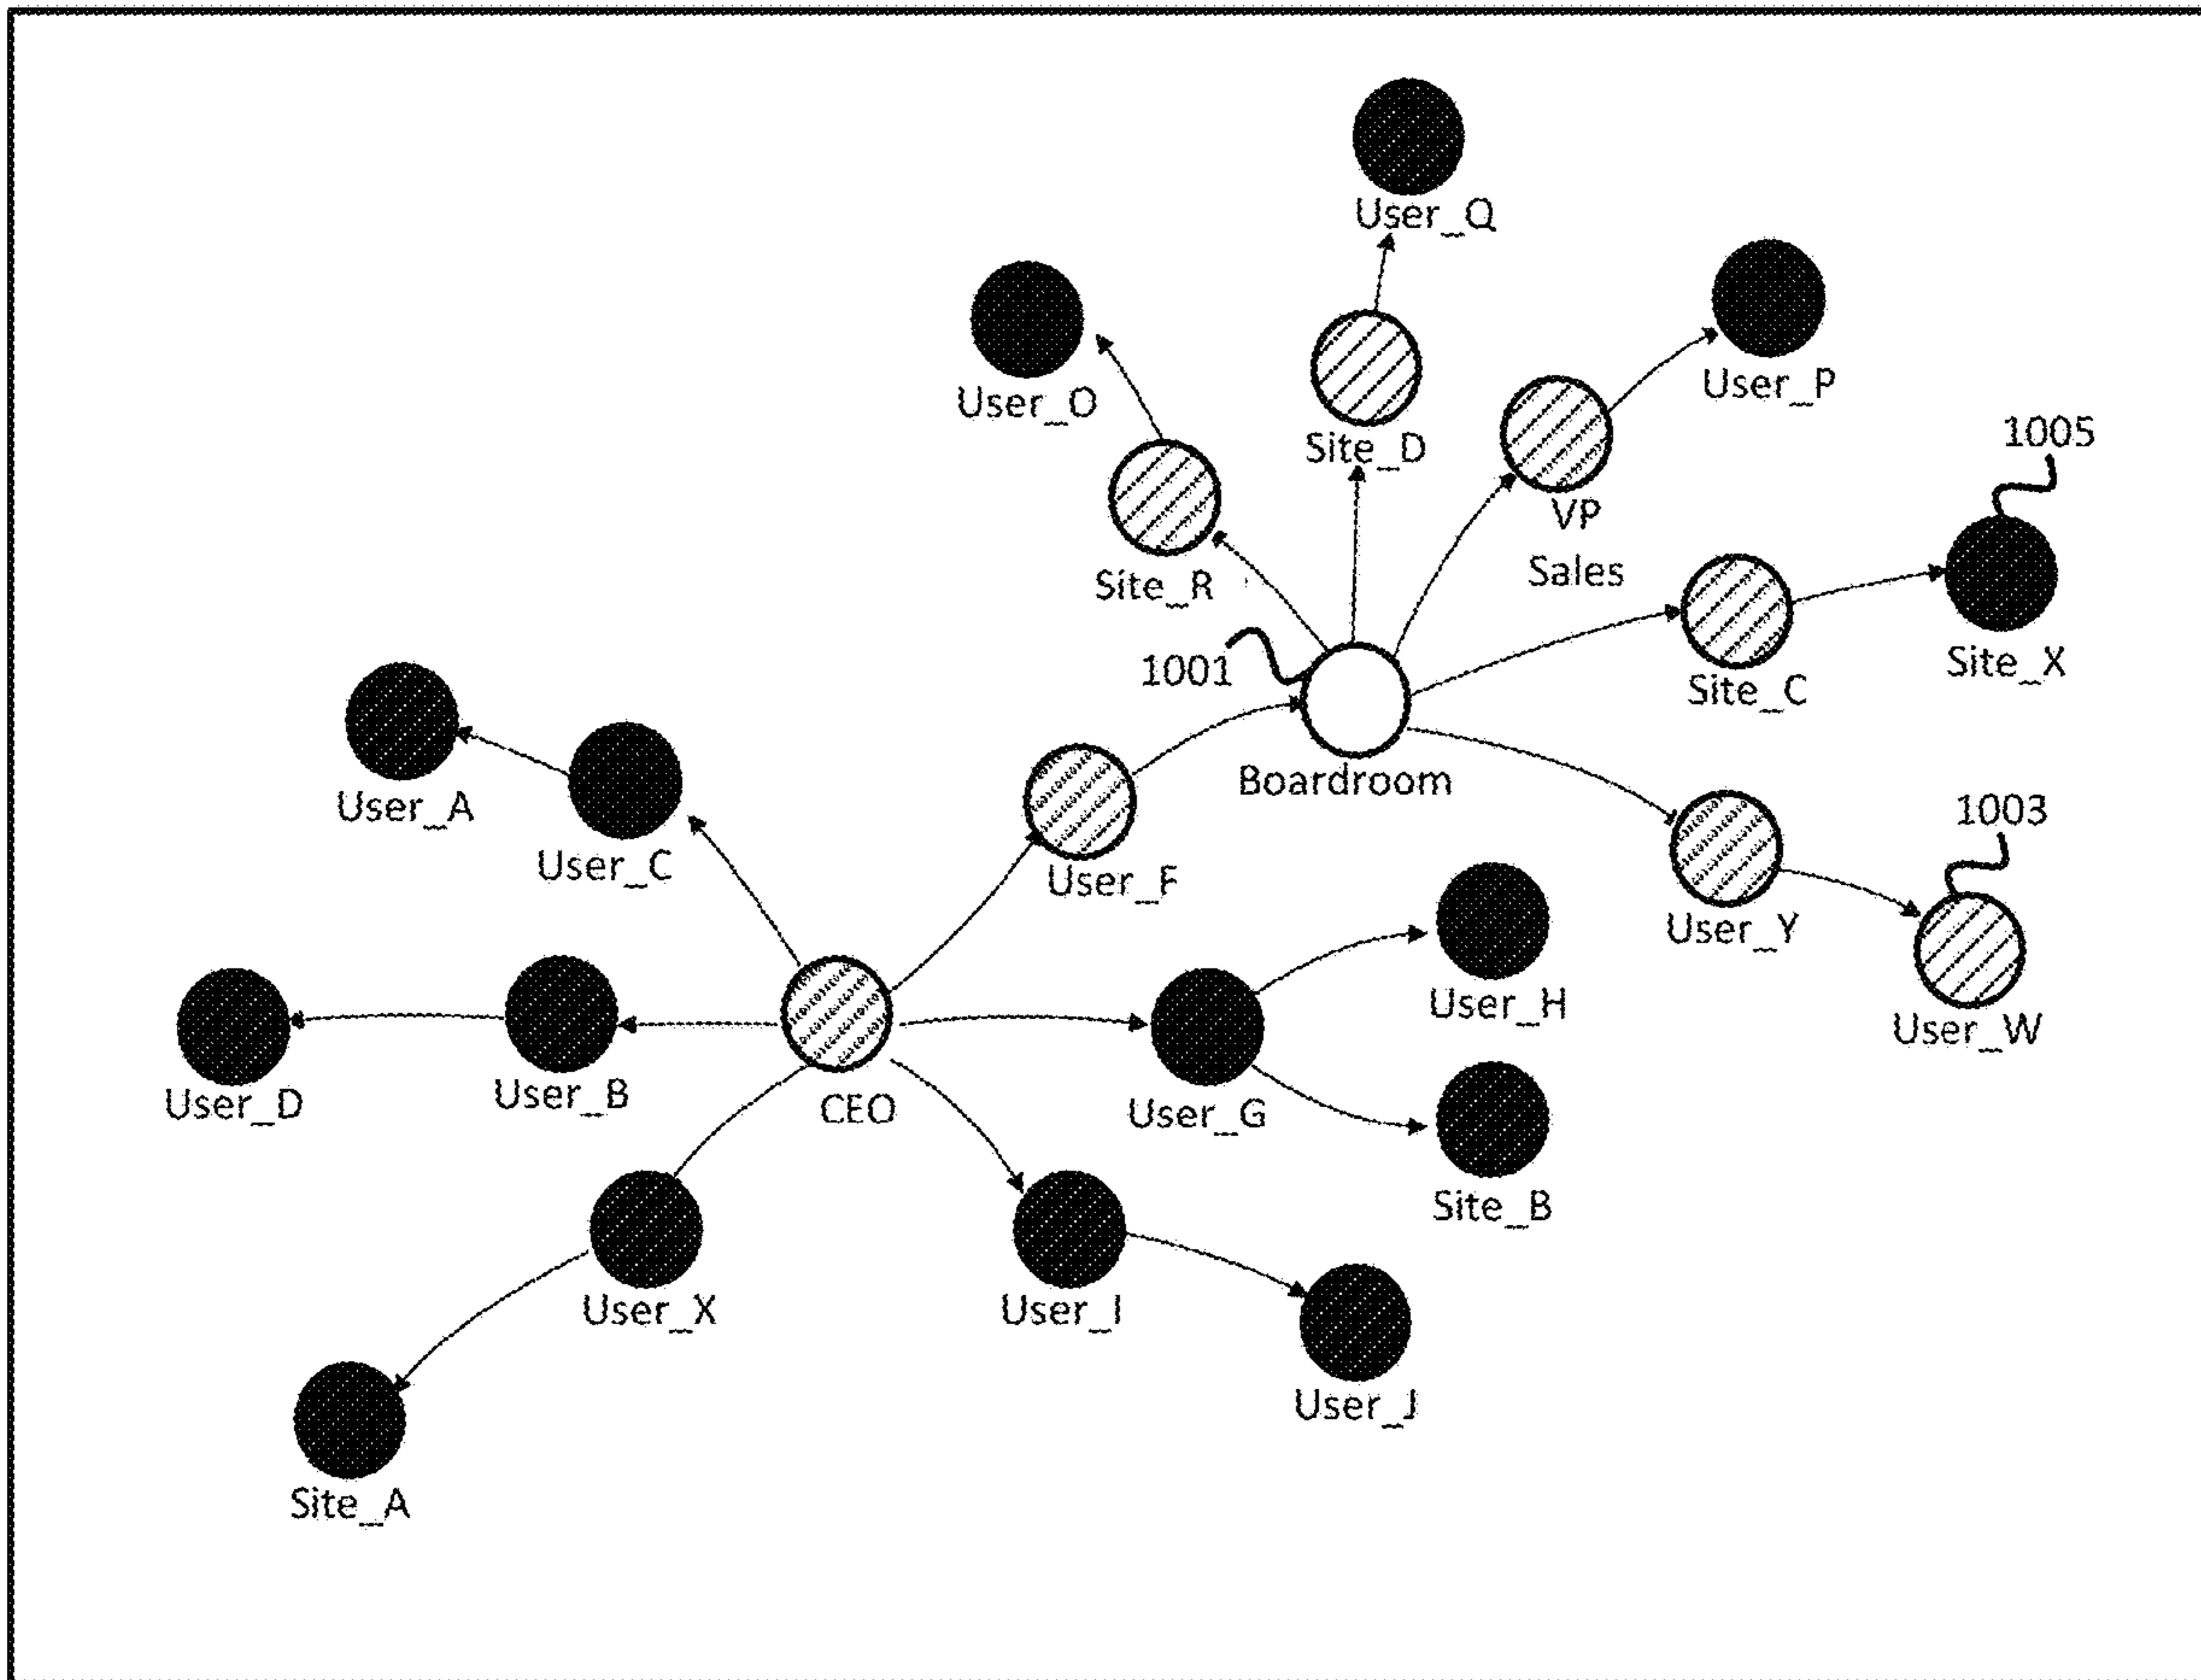 User_Q
User_O
User_P
Site_D
1005
VP
Sales
Site_R
1001
Site_C
Site_X
Boardroom
User_A
User_C
User_F
1003
User_Y
User_H
User_W
User_D
User_B
CEO
User_G
Site_B
User_X
User_I
User_J
Site_A